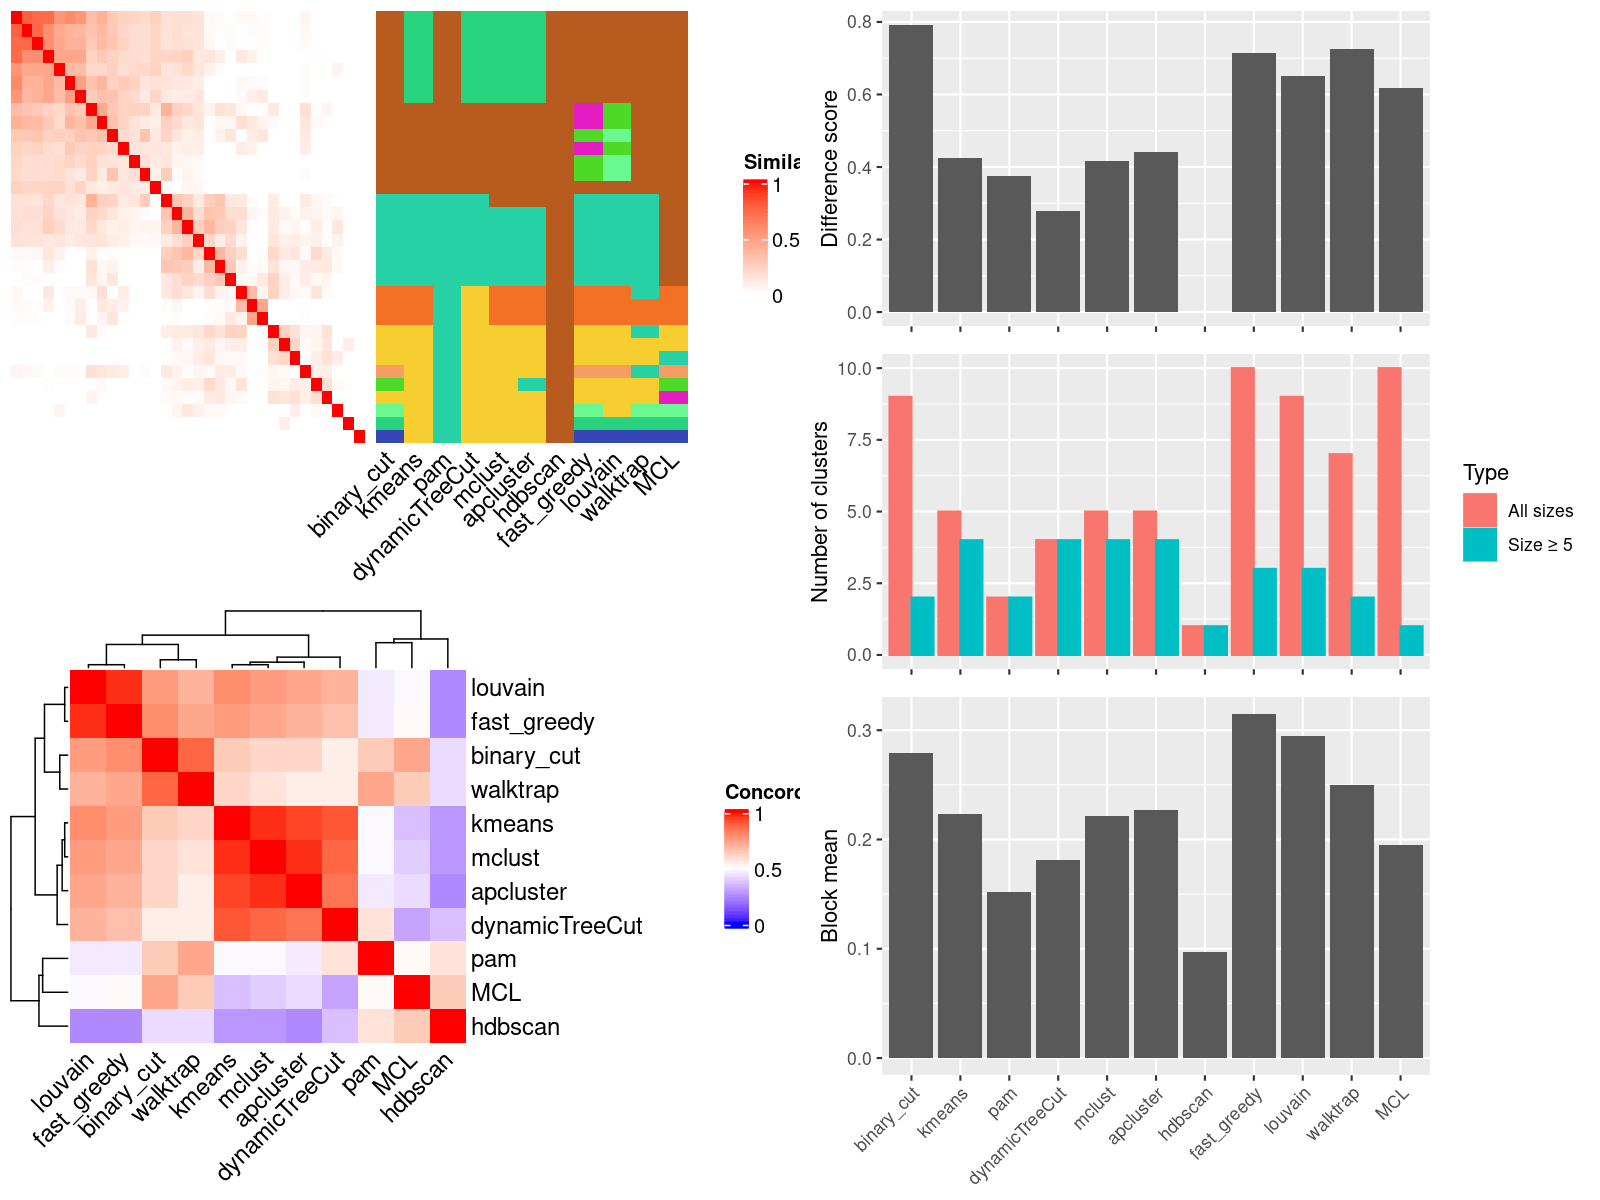 Simila
1
0.5
0
binary_cut
kmeans
pam
dynamicTreeCut
mclust
apcluster
hdbscan
fast_greedy
louvain
walktrap
MCL
louvain
fast_greedy
binary_cut
walktrap
kmeans
mclust
apcluster
dynamicTreeCut
pam
MCL
hdbscan
louvain
fast_greedy
binary_cut
walktrap
kmeans
mclust
apcluster
dynamicTreeCut
pam
MCL
hdbscan
Concord
1
0.5
0
Difference score
0.8
0.6
0.4
0.2
0.0
Number of clusters
10.0
7.5
5.0
2.5
0.0
Type
All sizes
Size ≥ 5
Block mean
0.3
0.2
0.1
0.0
binary_cut
kmeans
pam
dynamicTreeCut
mclust
apcluster
hdbscan
fast_greedy
louvain
walktrap
MCL